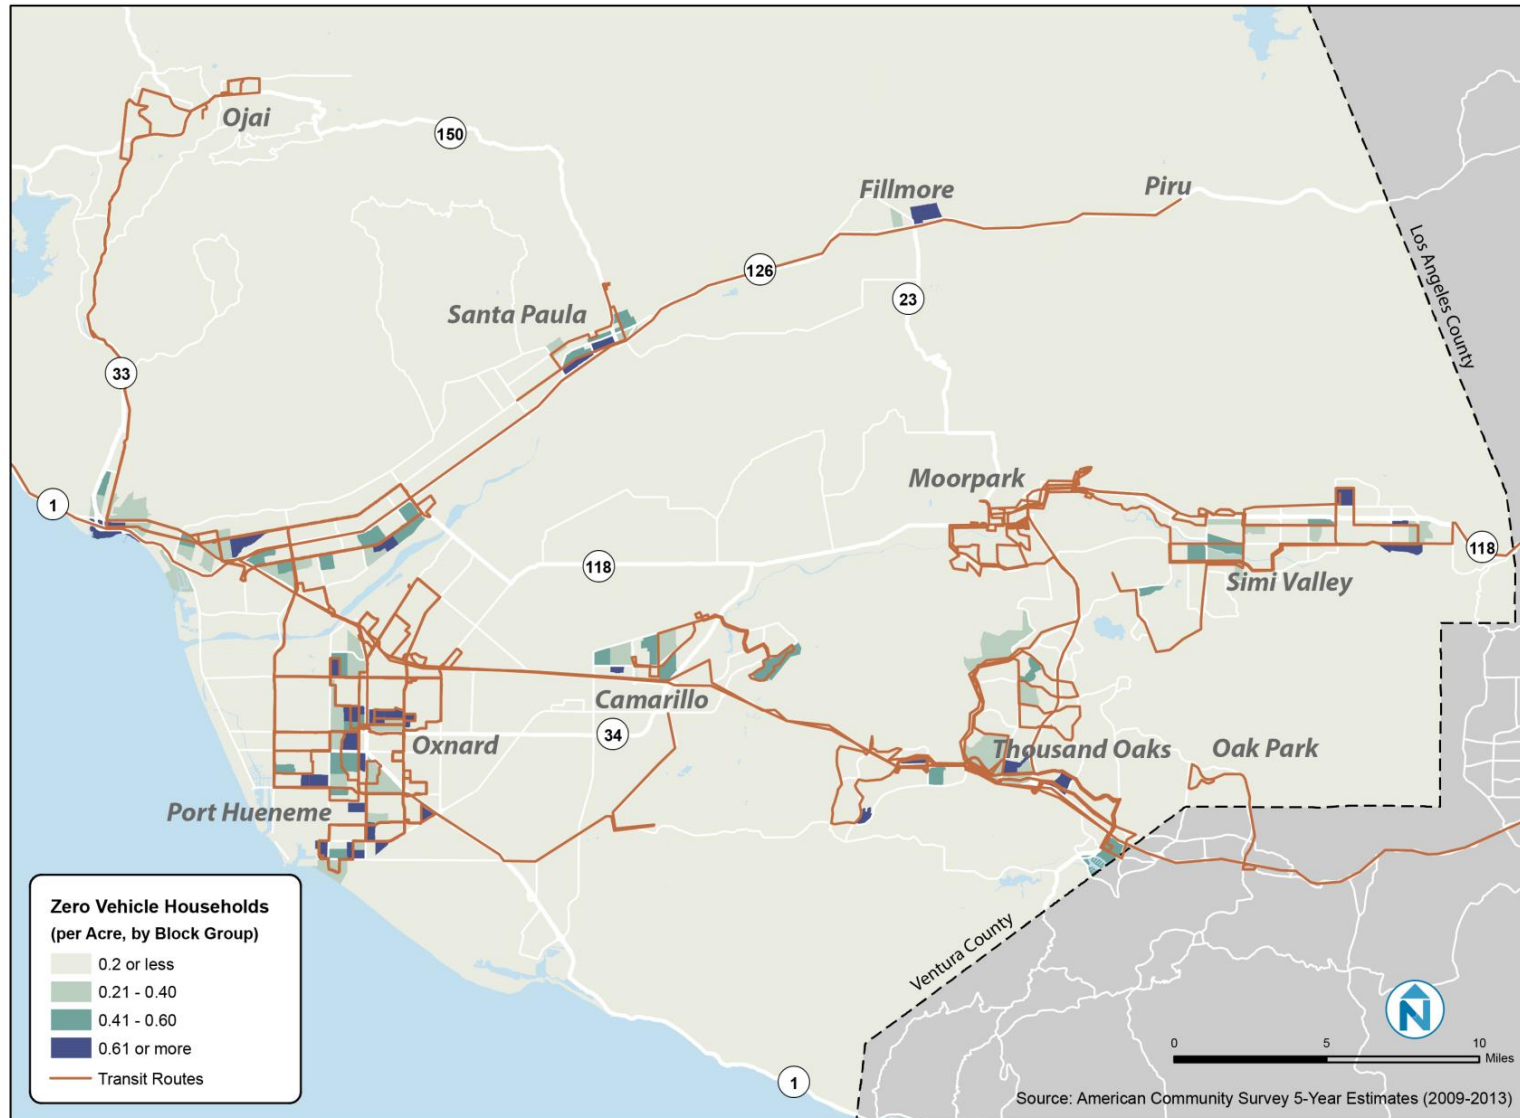 Ojai
150
Fillmore
Piru
Los Angeles County
126
Santa Paula
23
33
Moorpark
1
118
118
Simi Valley
Camarillo
34
Oxnard
Thousand Oaks
Oak Park
Port Hueneme
Ventura County
1
Zero Vehicle Households
(per Acre, by Block Group)
0.2 or less
0.21 - 0.40
0.41 - 0.60
0.61 or more
Transit Routes
N
0 5 10
Miles
Source: American Community Survey 5-Year Estimates (2009-2013)